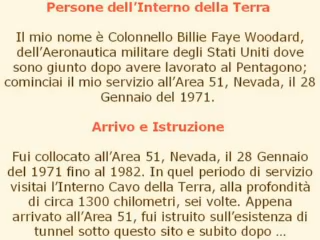 Persone dell'Interno della Terra
Il mio nome è Colonnello Billie Faye Woodard,
dell'Aeronautica militare degli Stati Uniti dove
sono giunto dopo avere lavorato al Pentagono;
cominciai il mio servizio all'Area 51, Nevada, il 28
Gennaio del 1971.
Arrivo e Istruzione
Fui collocato all'Area 51, Nevada, il 28 Gennaio
del 1971 fino al 1982. In quel periodo di servizio
visitai l'Interno Cavo della Terra, alla profondità
di circa 1300 chilometri, sei volte. Appena
arrivato all'Area 51, fui istruito sull'esistenza di
tunnel sotto questo sito e subito dopo ...